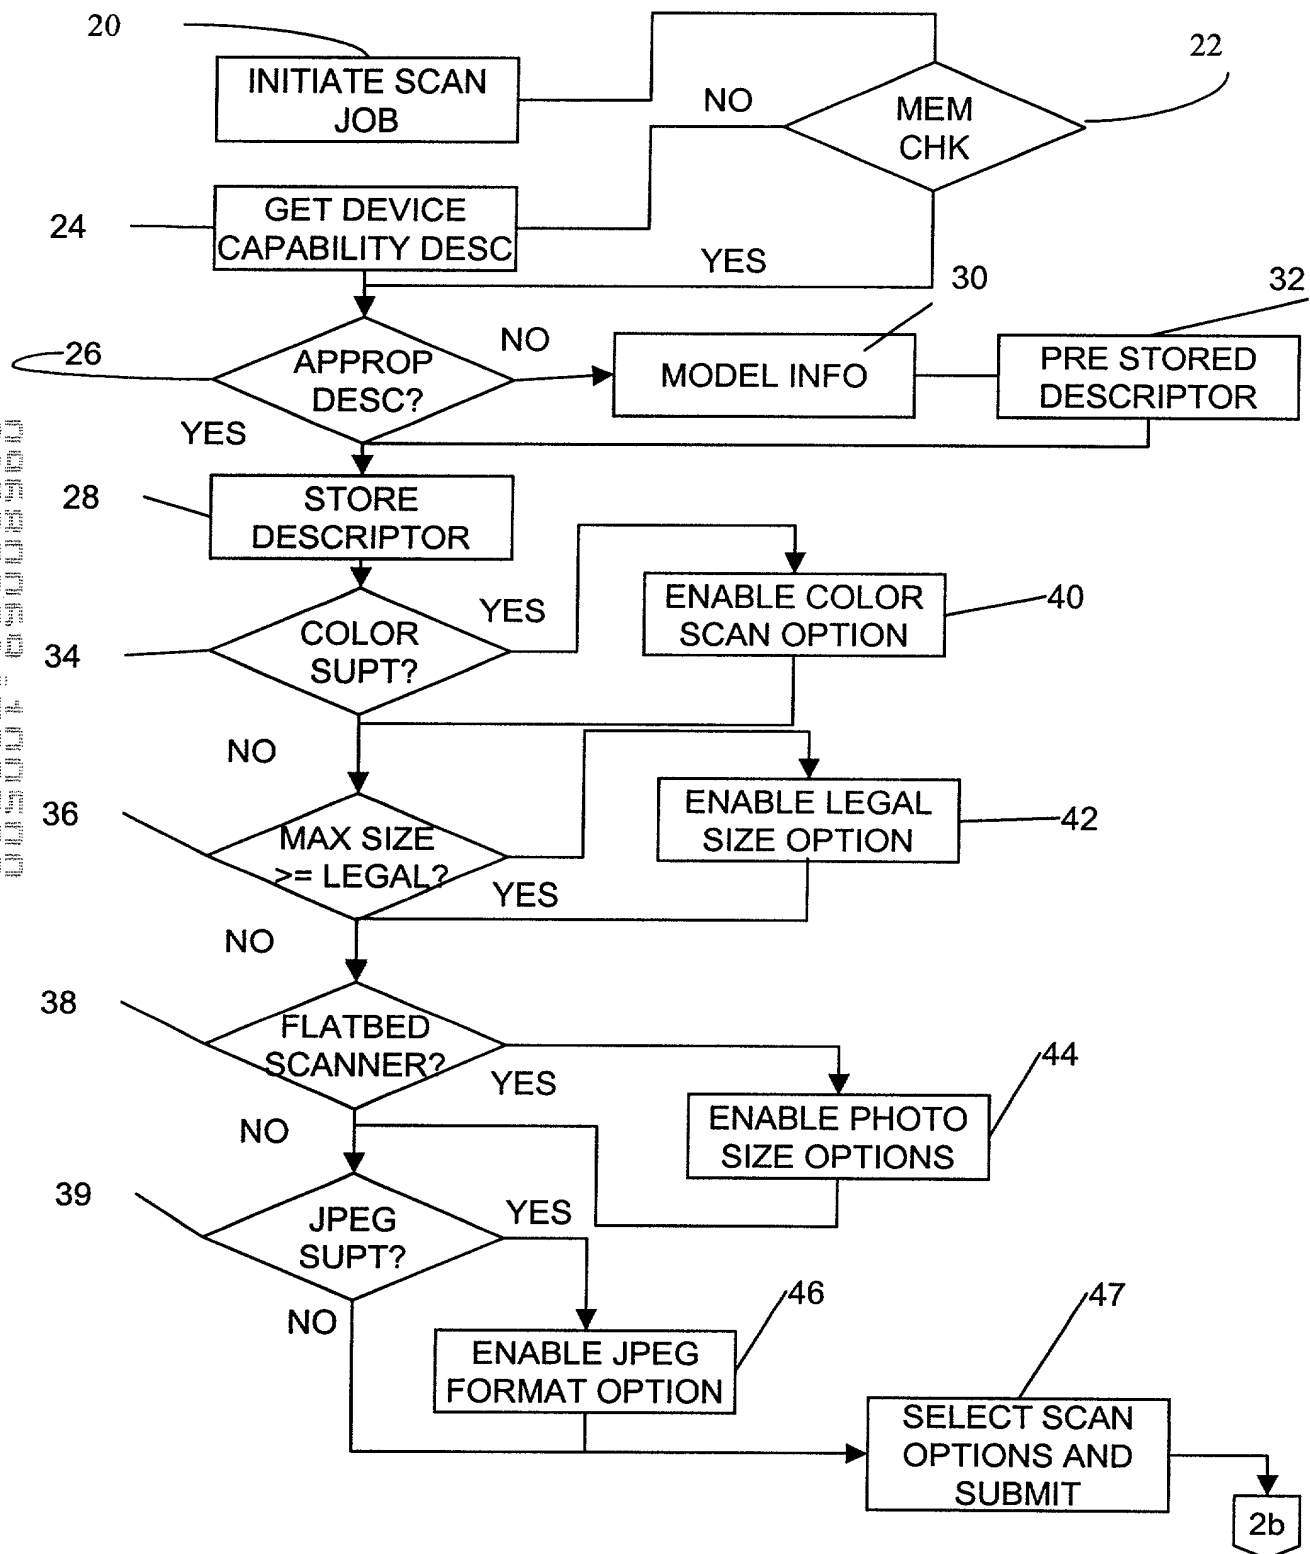 20
22
INITIATE SCAN
JOB
NO
MEM
CHK
24
GET DEVICE
CAPABILITY DESC
YES
30
32
26
APPROP
DESC?
NO
MODEL INFO
PRE STORED
DESCRIPTOR
YES
28
STORE
DESCRIPTOR
34
COLOR
SUPT?
YES
ENABLE COLOR
SCAN OPTION
40
NO
36
MAX SIZE
>= LEGAL?
YES
ENABLE LEGAL
SIZE OPTION
42
NO
38
FLATBED
SCANNER?
YES
44
ENABLE PHOTO
SIZE OPTIONS
NO
39
JPEG
SUPT?
YES
NO
46
ENABLE JPEG
FORMAT OPTION
47
SELECT SCAN
OPTIONS AND
SUBMIT
2b